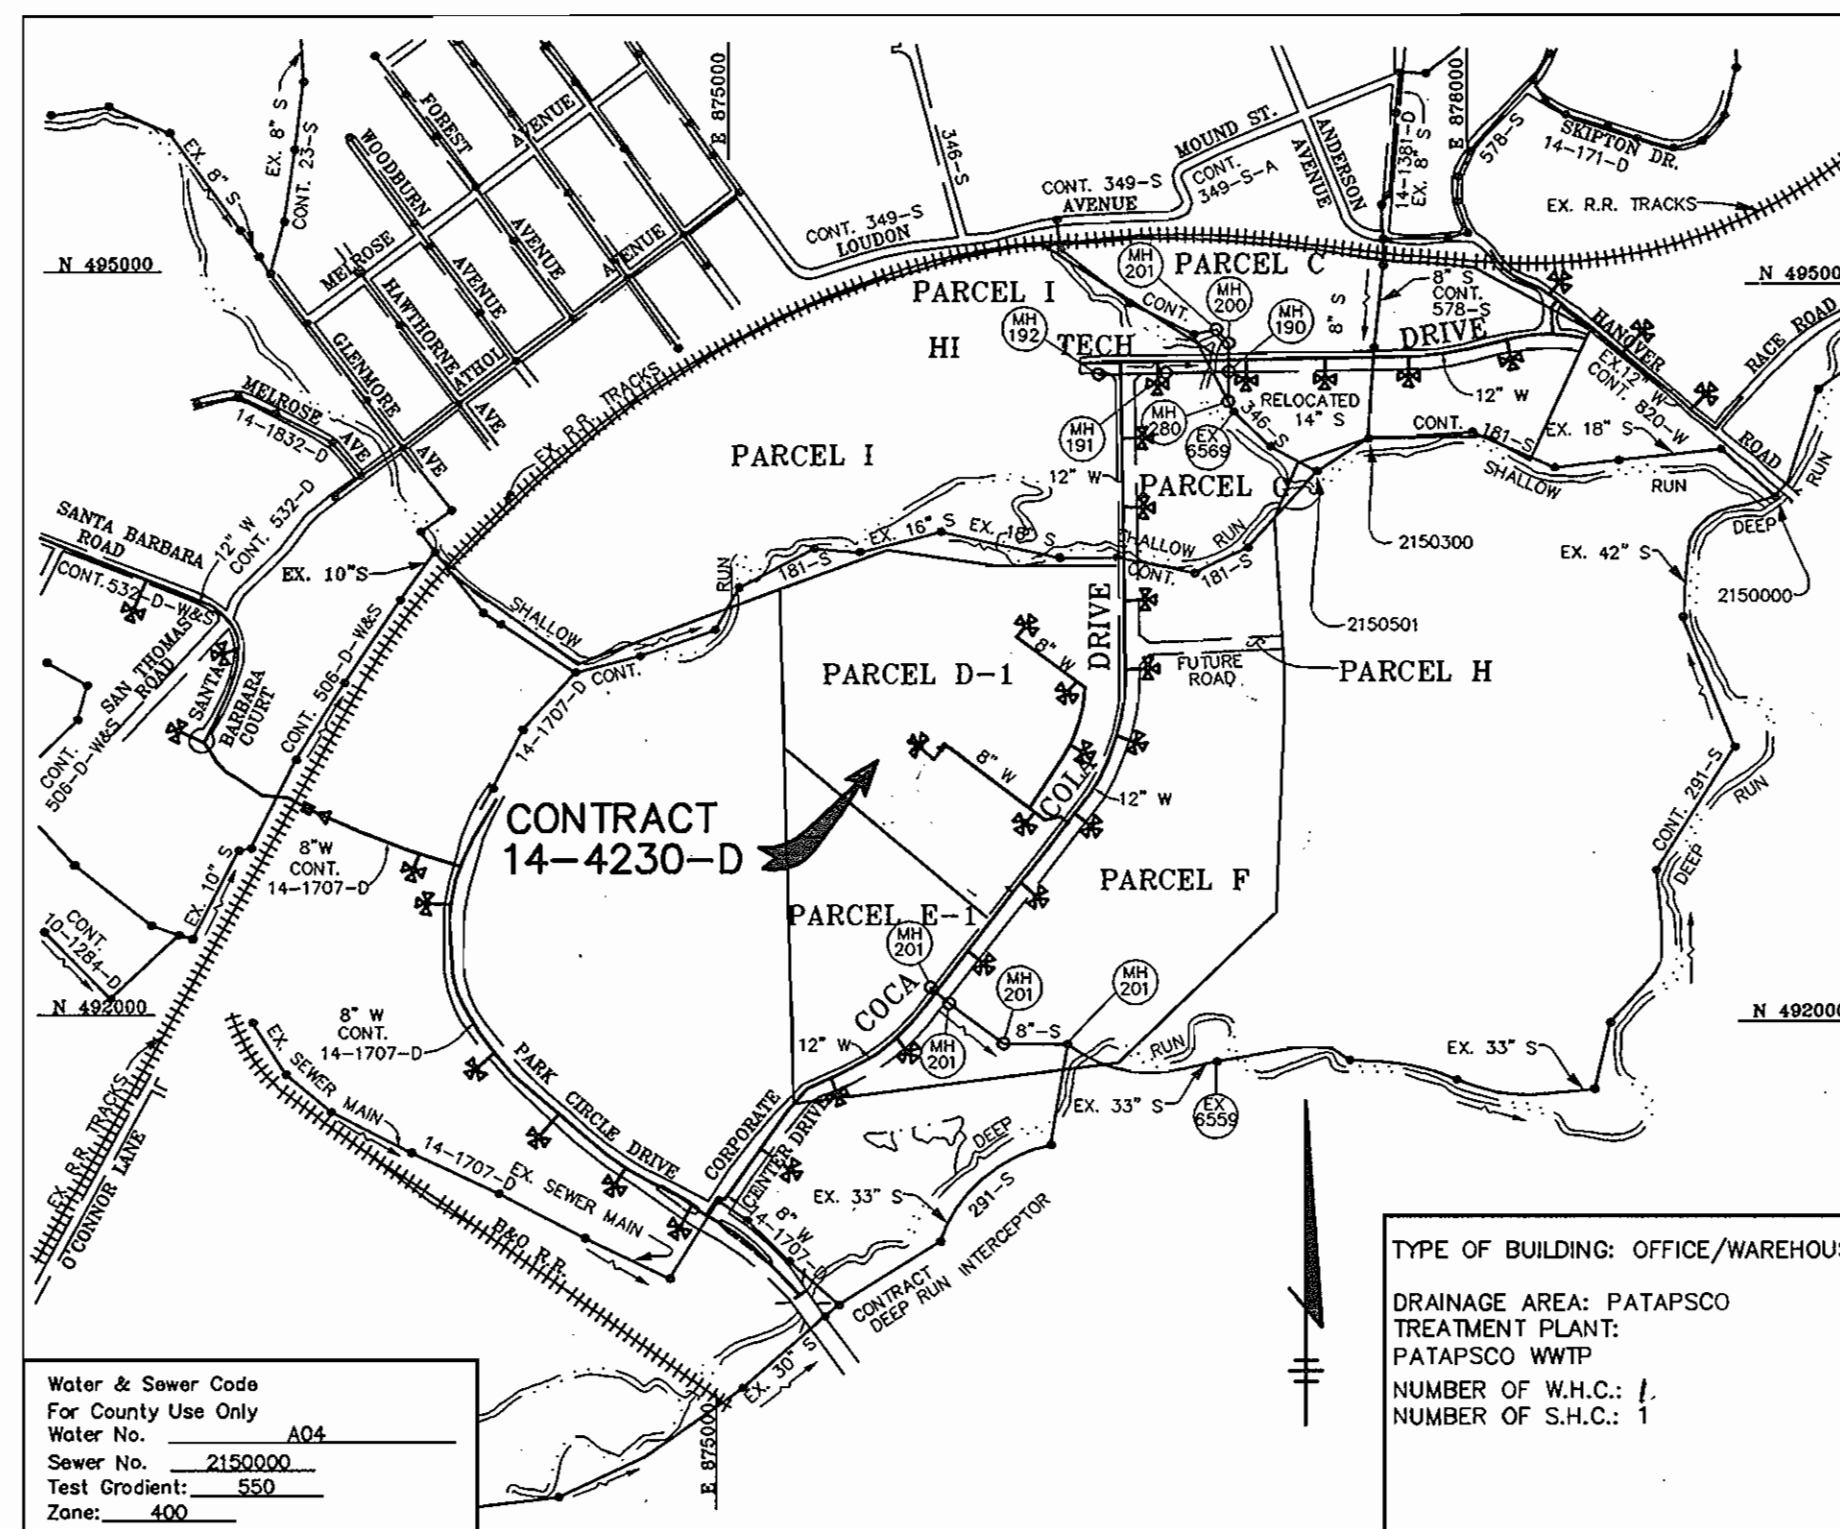 EX. 8" S
CONT. 23-S
EX. 8" S
FOREST
AVENUE
WOODBURN
AVENUE
AVENUE
AVENUE
MELROSE
HAWTHORNE
AVE
GLENMORE
AVE
ATHOL
E 875000
346-S
CONT. 349-S
LOUDON
CONT. 349-S
AVENUE
MOUND ST.
CONT.
349-S-A
ANDERSON
AVENUE
14-1381-D
EX. 8" S
E 878000
578-S
SKIPTON DR.
14-171-D
EX. R.R. TRACKS
N 495000
N 49500
MH
201
PARCEL C
MH
200
PARCEL I
HI
MH
192
TECH
CONT.
MH
190
8" S
8" S
CONT.
578-S
DRIVE
HANOVER
ROAD
EX.12" W
CONT. 820-W
RACE ROAD
12" W
RELOCATED
14" S
MH
191
MH
280
EX
6569
346-S
CONT.
181-S
EX. 18" S
SHALLOW
RUN
DEEP
RUN
MELROSE
AVE
14-1832-D
EX. R.R. TRACKS
PARCEL I
12" W
PARCEL G
SANTA BARBARA
ROAD
12" W
CONT. 532-D
CONT.532-D-W&S
EX. 10"S
RUN
181-S
EX. 16" S
EX. 18" S
SHALLOW
RUN
CONT.
181-S
2150300
EX. 42" S
2150000
2150501
SHALLOW
SAN THOMAS
ROAD
SANTA
BARBARA
COURT
CONT. 506-D-W&S
CONT.
506-D-W&S
14-1707-D CONT.
PARCEL D-1
8" W
DRIVE
FUTURE
ROAD
PARCEL H
8" W
COLA
12" W
CONTRACT
14-4230-D
8"W
CONT.
14-1707-D
EX. 10" S
CONT.
10-1284-D
PARCEL F
PARCEL E-1
CONT. 291-S
DEEP
RUN
MH
201
MH
201
MH
201
MH
201
N 492000
N 49200
COCA
8"-S
12" W
8" W
CONT.
14-1707-D
PARK CIRCLE DRIVE
RUN
EX. 33" S
EX. 33" S
EX
6559
EX. SEWER MAIN
14-1707-D
EX. SEWER MAIN
EX. R.R. TRACKS
O'CONNOR LANE
B&O R.R.
CORPORATE
CENTER DRIVE
8" W
14-1707-D
DEEP
EX. 33" S
291-S
CONTRACT
DEEP RUN INTERCEPTOR
EX. 30" S
E 875000
TYPE OF BUILDING: OFFICE/WAREHOUS
DRAINAGE AREA: PATAPSCO
TREATMENT PLANT:
PATAPSCO WWTP
NUMBER OF W.H.C.: 1
NUMBER OF S.H.C.: 1
Water & Sewer Code
For County Use Only
Water No. A04
Sewer No. 2150000
Test Grodient: 550
Zone: 400